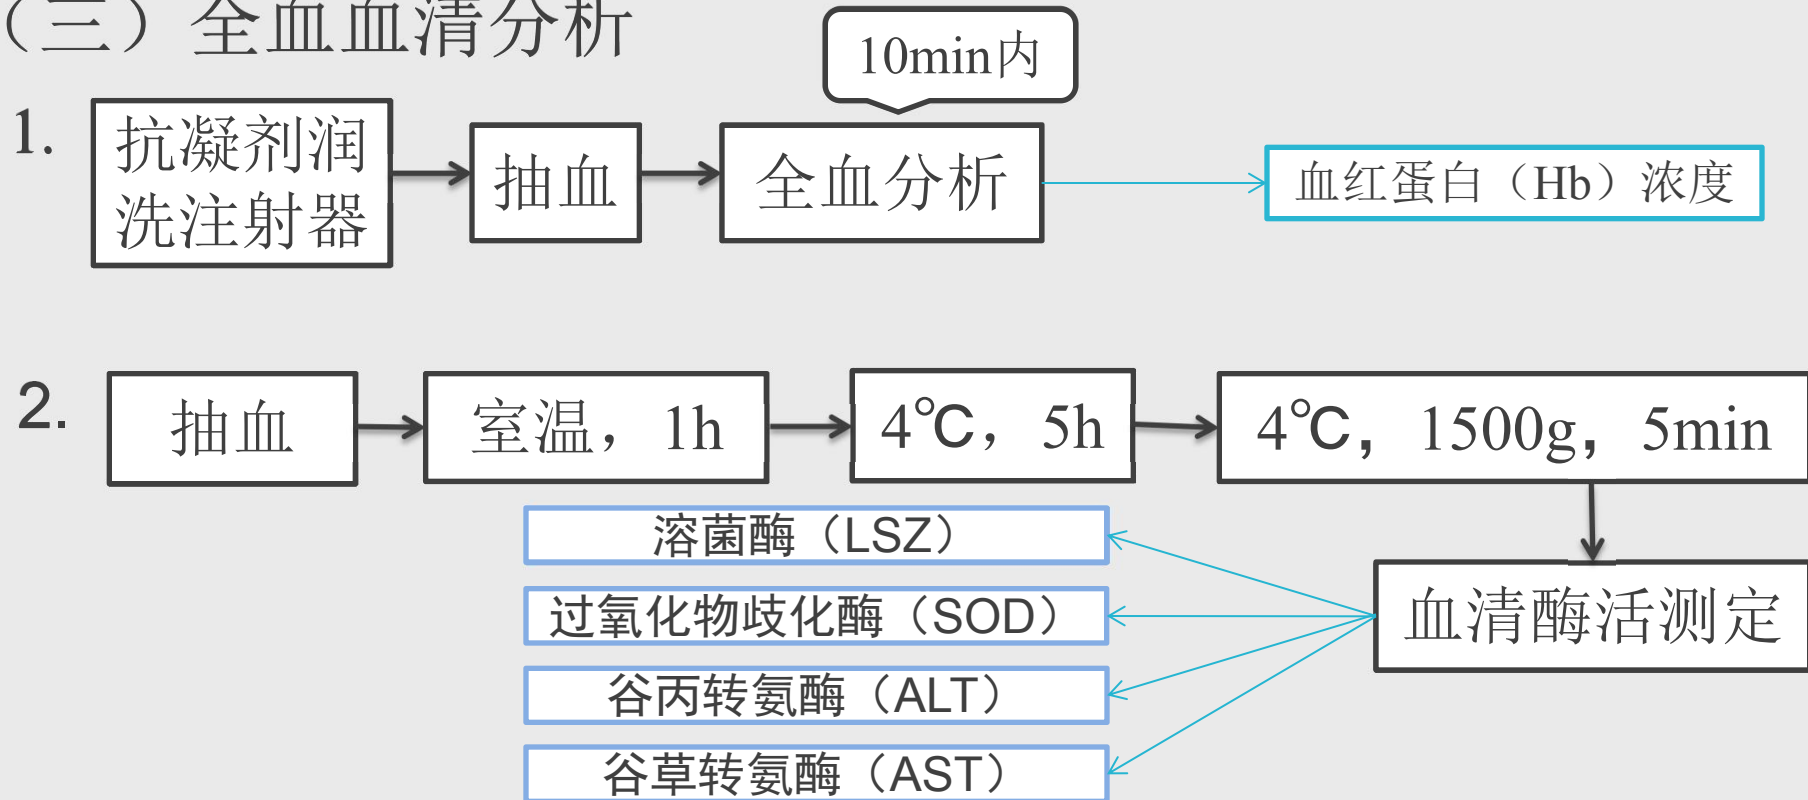 （三）全血血清分析
10min内
1.
抗凝剂润
洗注射器
抽血
全血分析
血红蛋白（Hb）浓度
2.
抽血
室温，1h
4℃，5h
4℃，1500g，5min
溶菌酶（LSZ）
过氧化物歧化酶（SOD）
谷丙转氨酶（ALT）
谷草转氨酶（AST）
血清酶活测定